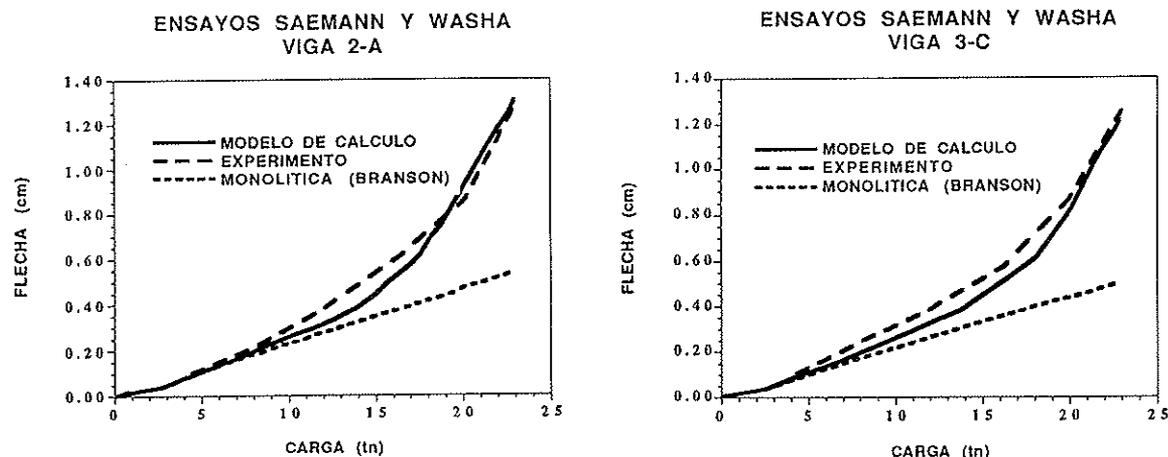 ENSAYOS SAEMANN Y WASHA
VIGA 2-A
FLECHA (cm)
1.40
1.20
1.00
0.80
0.60
0.40
0.20
0.00
MODELO DE CALCULO
EXPERIMENTO
MONOLITICA (BRANSON)
0 5 10 15 20 25
CARGA (tn)
ENSAYOS SAEMANN Y WASHA
VIGA 3-C
FLECHA (cm)
1.40
1.20
1.00
0.80
0.60
0.40
0.20
0.00
MODELO DE CALCULO
EXPERIMENTO
MONOLITICA (BRANSON)
0 5 10 15 20 25
CARGA (tn)